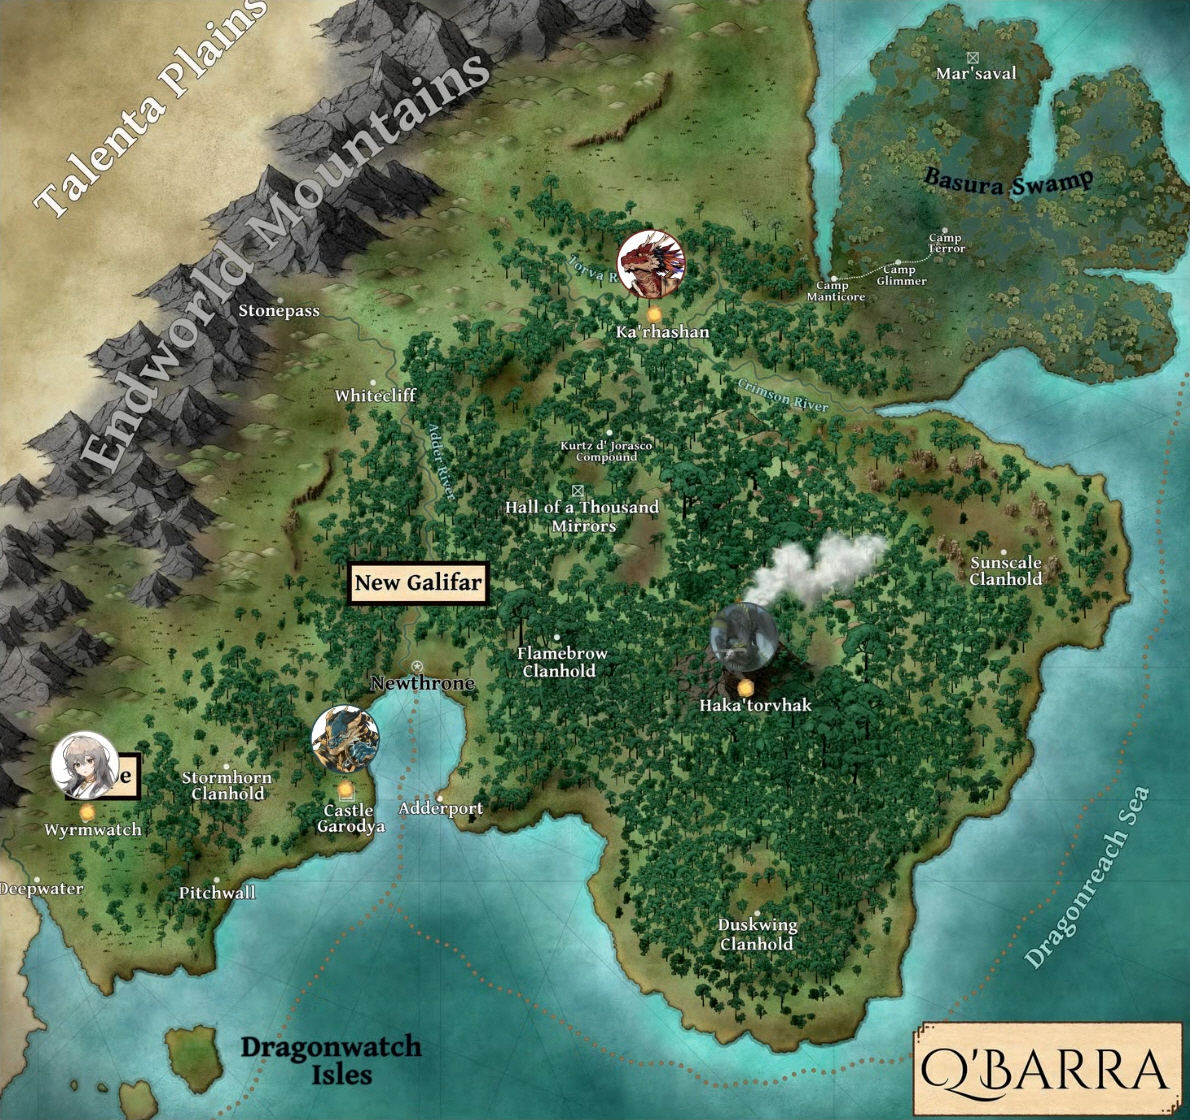 Talenta Plains
Endworld Mountains
Mar'saval
Basura Swamp
Camp
Terror
Camp
Glimmer
Camp
Manticore
Torva R
Ka'rhashan
Stonepass
Whitecliff
Crimson River
Adder River
Kurtz d' Jorasco
Compound
Hall of a Thousand
Mirrors
Sunscale
Clanhold
New Galifar
Flamebrow
Clanhold
Newthrone
Haka'torvhak
e
Stormhorn
Clanhold
Wyrmwatch
Castle
Garodya
Adderport
Deepwater
Pitchwall
Duskwing
Clanhold
Dragonreach Sea
Dragonwatch
Isles
Q'BARRA